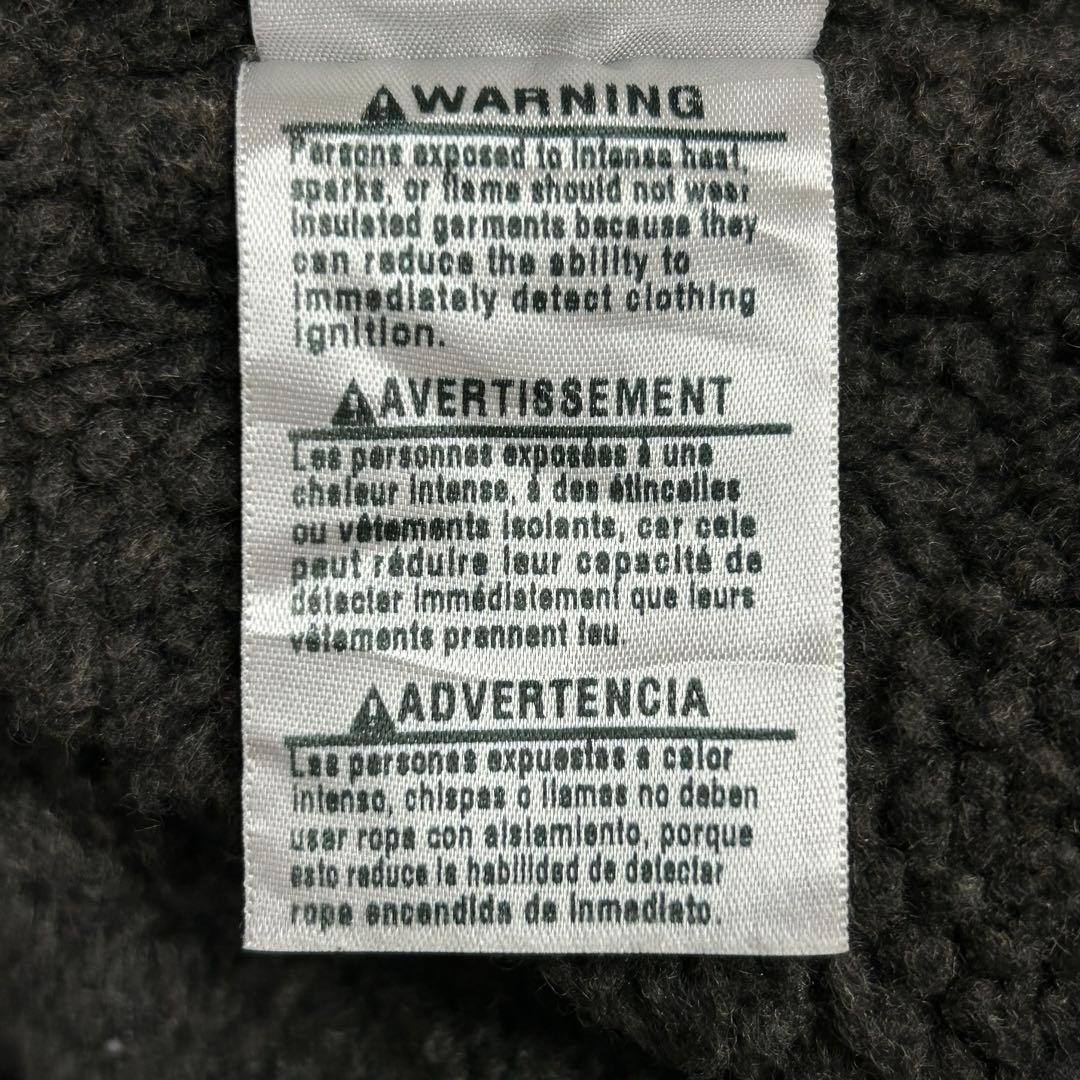 WARNING
Persons exposed to intense heat,
sparks, or flame should not wear
insulated garments because they
can reduce the ability to
immediately detect clothing
ignition.
AVERTISSEMENT
Les personnes exposées à une
chaleur intense, à des étincelles
ou vêtements isolants, car cela
peut réduire leur capacité de
détecter immédiatement que leurs
vêtements prennent feu.
ADVERTENCIA
Las personas expuestas a calor
intenso, chispas o llamas no deben
usar ropa con aislamiento, porque
esto reduce la habilidad de detectar
ropa encendida de inmediato.